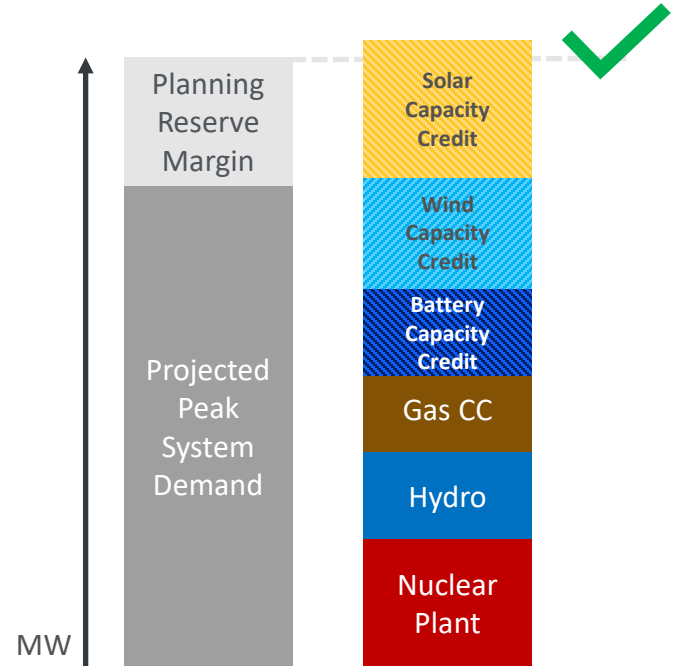 Planning
Reserve
Margin
Projected
Peak
System
Demand
MW
Solar
Capacity
Credit
Wind
Capacity
Credit
Battery
Capacity
Credit
Gas CC
Hydro
Nuclear
Plant